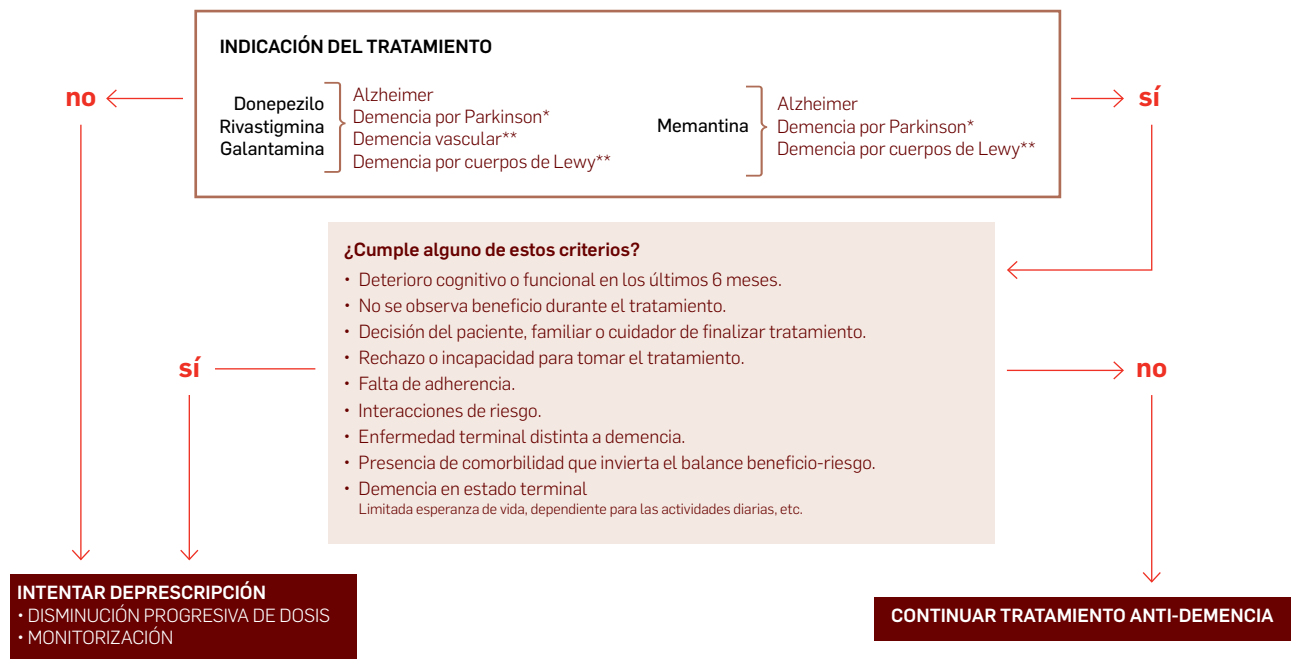 INDICACIÓN DEL TRATAMIENTO
no
sí
Donepezilo
Rivastigmina
Galantamina
Alzheimer
Demencia por Parkinson*
Demencia vascular**
Demencia por cuerpos de Lewy**
Memantina
Alzheimer
Demencia por Parkinson*
Demencia por cuerpos de Lewy**
¿Cumple alguno de estos criterios?
• Deterioro cognitivo o funcional en los últimos 6 meses.
• No se observa beneficio durante el tratamiento.
• Decisión del paciente, familiar o cuidador de finalizar tratamiento.
• Rechazo o incapacidad para tomar el tratamiento.
• Falta de adherencia.
• Interacciones de riesgo.
• Enfermedad terminal distinta a demencia.
• Presencia de comorbilidad que invierta el balance beneficio-riesgo.
• Demencia en estado terminal
Limitada esperanza de vida, dependiente para las actividades diarias, etc.
sí
no
INTENTAR DEPRESCRIPCIÓN
• DISMINUCIÓN PROGRESIVA DE DOSIS
• MONITORIZACIÓN
CONTINUAR TRATAMIENTO ANTI-DEMENCIA